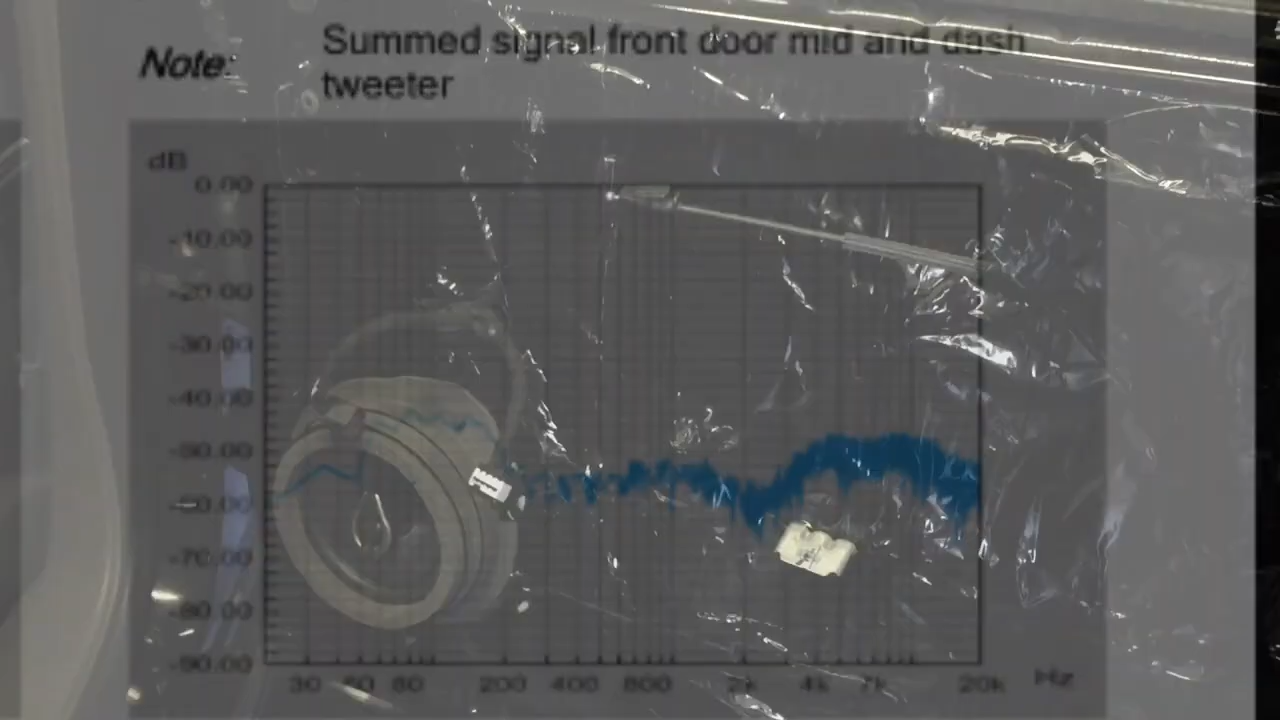 Note:
Summed signal front door mid and dash
tweeter
dB
0.00
-10.00
-20.00
-30.00
-40.00
-50.00
-60.00
-70.00
-80.00
-90.00
30 60 80 200 400 800 2k 4k 7k 20k Hz